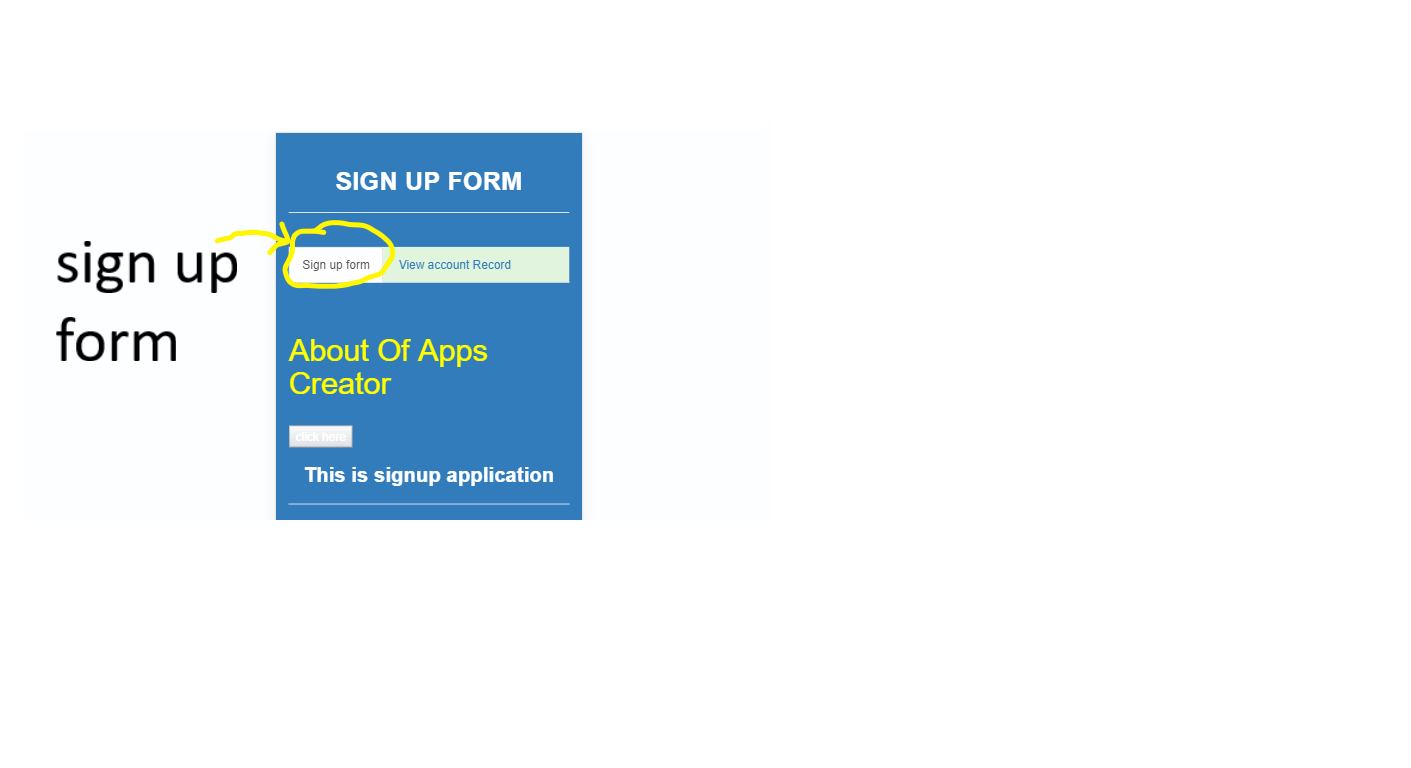 SIGN UP FORM
sign up
form
Sign up form
View account Record
About Of Apps
Creator
click here
This is signup application